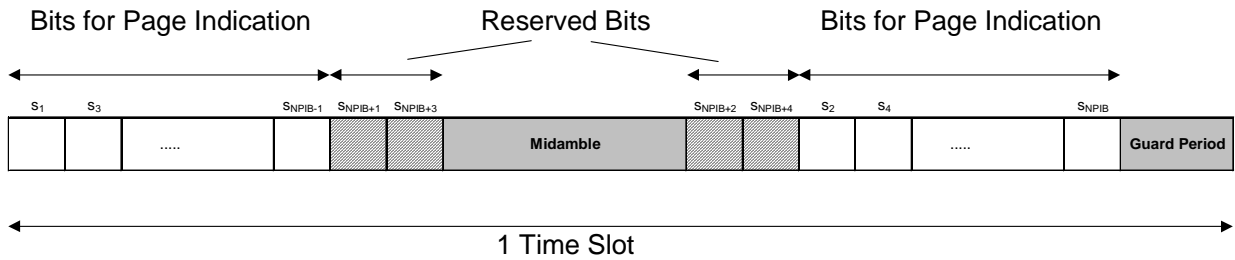 Bits for Page Indication Reserved Bits Bits for Page Indication
s1 s3 sNPIB-1 sNPIB+1 sNPIB+3 sNPIB+2 sNPIB+4 s2 s4 sNPIB
..... Midamble ..... Guard Period
1 Time Slot